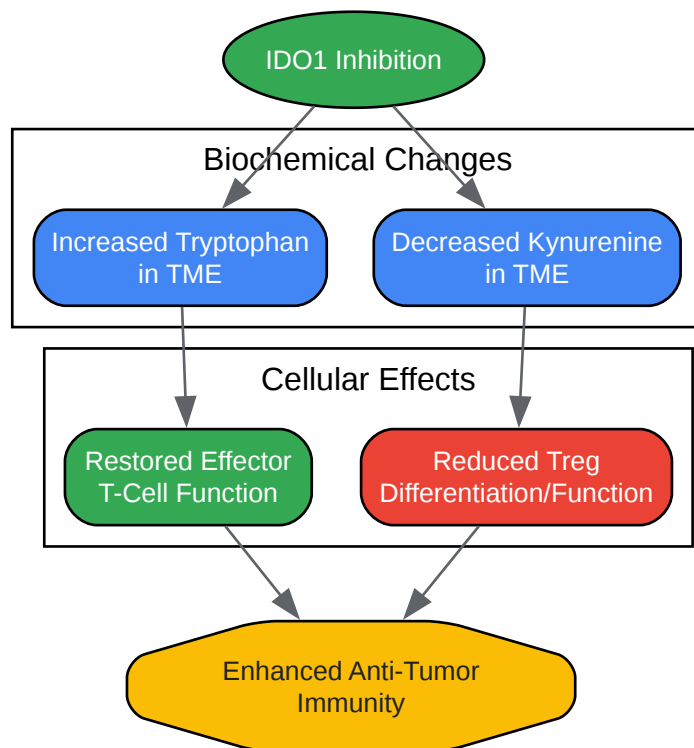 IDO1 Inhibition
Biochemical Changes
Increased Tryptophan
in TME
Decreased Kynurenine
in TME
Cellular Effects
Restored Effector
T-Cell Function
Reduced Treg
Differentiation/Function
Enhanced Anti-Tumor
Immunity